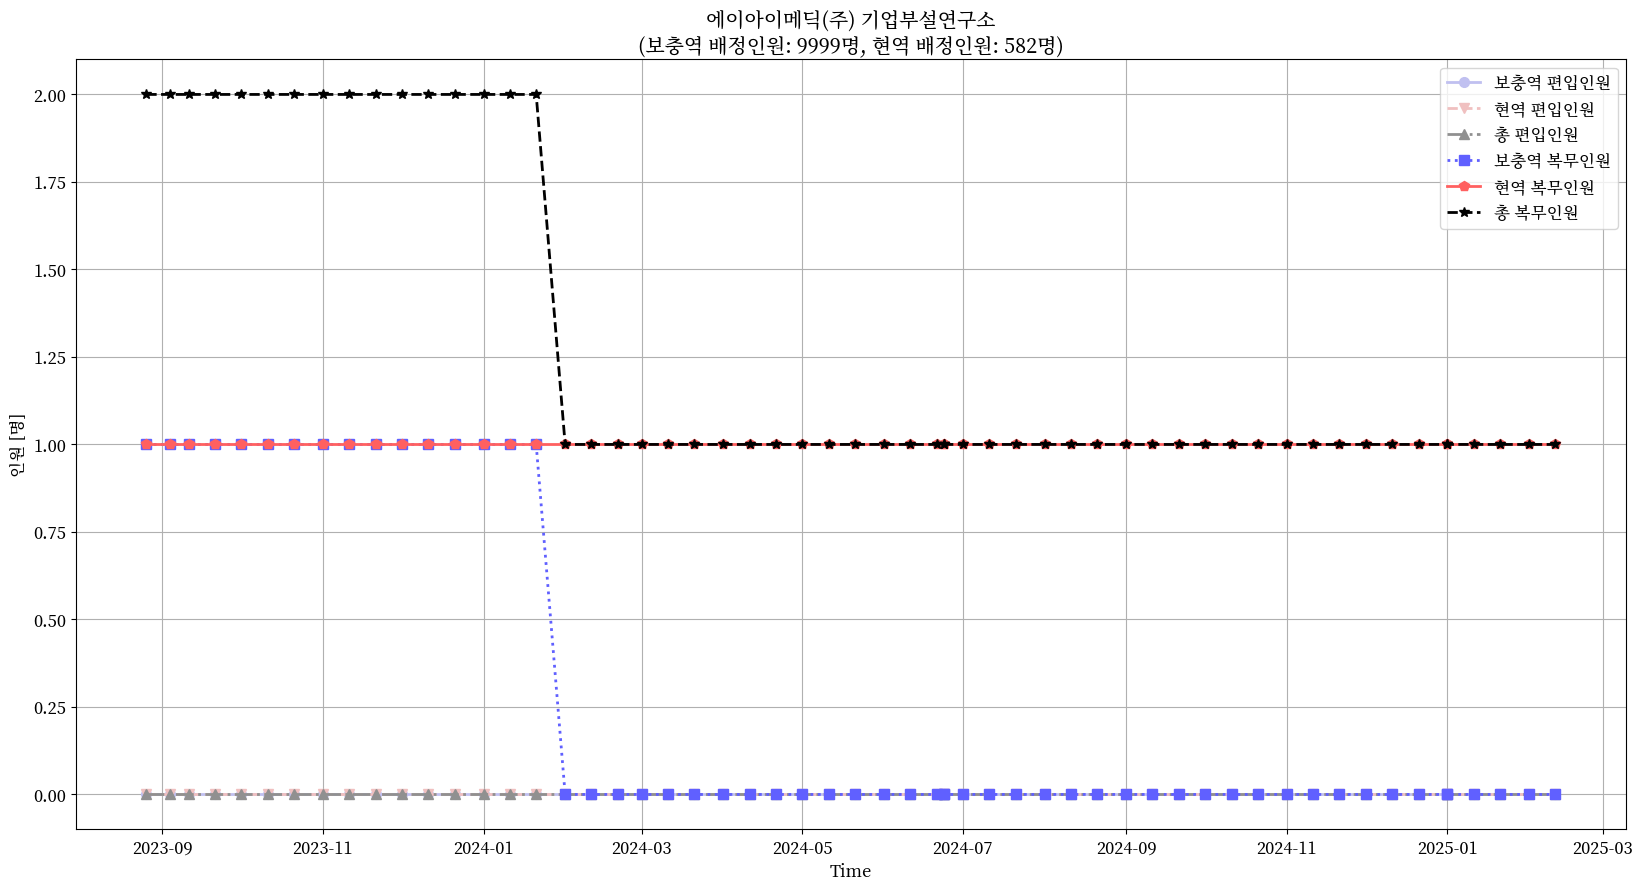 에이아이메딕(주) 기업부설연구소
(보충역 배정인원: 9999명, 현역 배정인원: 582명)
보충역 편입인원
현역 편입인원
총 편입인원
보충역 복무인원
현역 복무인원
총 복무인원
인원 [명]
2.00
1.75
1.50
1.25
1.00
0.75
0.50
0.25
0.00
2023-09
2023-11
2024-01
2024-03
2024-05
2024-07
2024-09
2024-11
2025-01
2025-03
Time